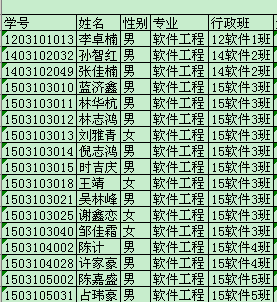 学号 姓名 性别 专业 行政班
1203101013 李卓楠 男 软件工程 12软件1班
1403102032 孙智红 男 软件工程 14软件2班
1403102049 张佳楠 男 软件工程 14软件2班
1503103010 蓝济鑫 男 软件工程 15软件3班
1503103011 林华杭 男 软件工程 15软件3班
1503103012 林志鸿 男 软件工程 15软件3班
1503103013 刘雅青 女 软件工程 15软件3班
1503103014 倪志鸿 男 软件工程 15软件3班
1503103015 时吉庆 男 软件工程 15软件3班
1503103018 王靖 女 软件工程 15软件3班
1503103021 吴林峰 男 软件工程 15软件3班
1503103025 谢鑫恋 女 软件工程 15软件3班
1503103040 邹佳霜 女 软件工程 15软件3班
1503104002 陈计 男 软件工程 15软件4班
1503104028 许家豪 男 软件工程 15软件4班
1503105002 陈嘉盛 男 软件工程 15软件5班
1503105031 占玮泰 男 软件工程 15软件5班